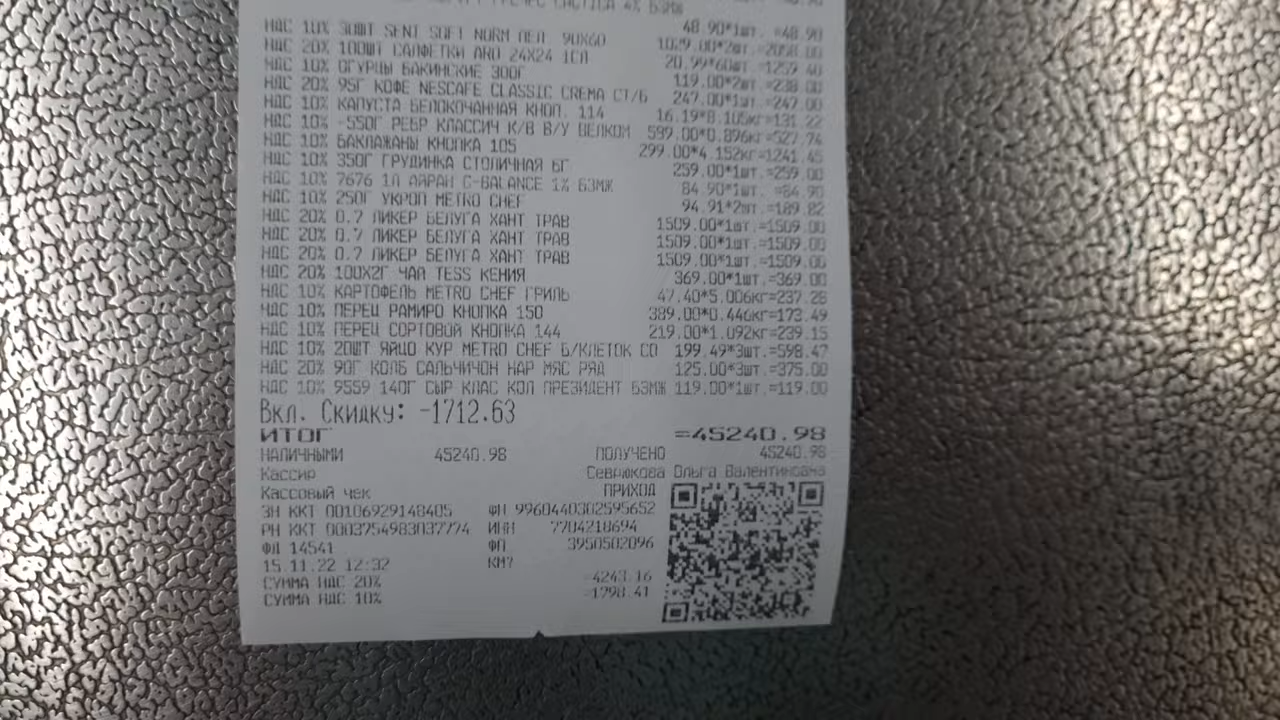 48.90*1шт. =48.90
НДС 10% 30ШТ SENI SOFT NORM ПЕЛ. 90X60 1029.00*2шт.=2058.00
НДС 20% 100ШТ САЛФЕТКИ ARO 24X24 1СЛ 20.99*60шт.=1259.40
НДС 10% ОГУРЦЫ БАКИНСКИЕ 300Г 119.00*2шт.=238.00
НДС 20% 95Г КОФЕ NESCAFE CLASSIC CREMA СТ/Б 247.00*1шт.=247.00
НДС 10% КАПУСТА БЕЛОКОЧАННАЯ КНОП. 114 16.19*8.105кг=131.22
НДС 10% ~550Г РЕБР КЛАССИЧ К/В В/У ВЕЛКОМ 599.00*0.896кг=527.74
НДС 10% БАКЛАЖАНЫ КНОПКА 105 299.00*4.152кг=1241.45
НДС 10% 350Г ГРУДИНКА СТОЛИЧНАЯ БГ 259.00*1шт.=259.00
НДС 10% 7676 1Л АЙРАН G-BALANCE 1% БЗМЖ 84.90*1шт.=84.90
НДС 10% 250Г УКРОП METRO CHEF 94.91*2шт.=189.82
НДС 20% 0.7 ЛИКЕР БЕЛУГА ХАНТ ТРАВ 1509.00*1шт.=1509.00
НДС 20% 0.7 ЛИКЕР БЕЛУГА ХАНТ ТРАВ 1509.00*1шт.=1509.00
НДС 20% 0.7 ЛИКЕР БЕЛУГА ХАНТ ТРАВ 1509.00*1шт.=1509.00
НДС 20% 100X2Г ЧАЙ TESS КЕНИЯ 369.00*1шт.=369.00
НДС 10% КАРТОФЕЛЬ METRO CHEF ГРИЛЬ 47.40*5.006кг=237.28
НДС 10% ПЕРЕЦ РАМИРО КНОПКА 150 389.00*0.446кг=173.49
НДС 10% ПЕРЕЦ СОРТОВОЙ КНОПКА 144 219.00*1.092кг=239.15
НДС 10% 20ШТ ЯЙЦО КУР METRO CHEF Б/КЛЕТОК СО 199.49*3шт.=598.47
НДС 20% 90Г КОЛБ САЛЬЧИЧОН НАР МЯС РЯД 125.00*3шт.=375.00
НДС 10% 9559 140Г СЫР КЛАС КОЛ ПРЕЗИДЕНТ БЗМЖ 119.00*1шт.=119.00
Вкл. Скидку: -1712.63
ИТОГ =45240.98
НАЛИЧНЫМИ 45240.98 ПОЛУЧЕНО 45240.98
Кассир Севрюкова Ольга Валентиновна
Кассовый чек ПРИХОД
ЗН ККТ 00106929148405 ФН 9960440302595652
РН ККТ 0003754983037774 ИНН 7704218694
ФД 14541 ФП 3950502096
15.11.22 12:32 КМ?
СУММА НДС 20% =4243.16
СУММА НДС 10% =1798.41